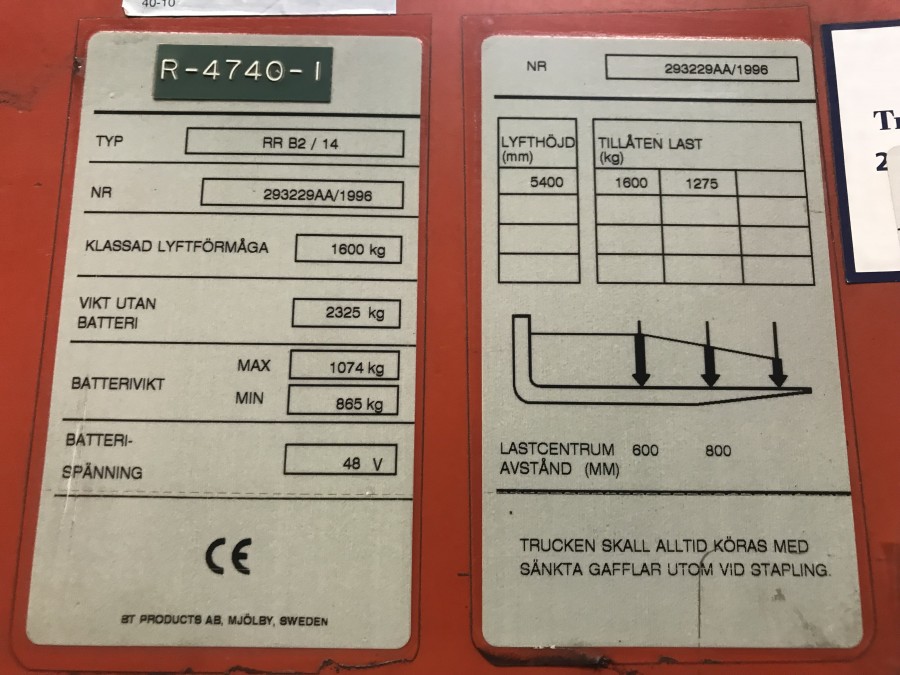 40-10
R-4740-1
TYP RR B2 / 14
NR 293229AA/1996
KLASSAD LYFTFÖRMÅGA 1600 kg
VIKT UTAN
BATTERI 2325 kg
BATTERIVIKT MAX 1074 kg
MIN 865 kg
BATTERI-
SPÄNNING 48 V
CE
BT PRODUCTS AB, MJÖLBY, SWEDEN
NR 293229AA/1996
LYFTHÖJD TILLÅTEN LAST
(mm) (kg)
5400 1600 1275
LASTCENTRUM 600 800
AVSTÅND (MM)
TRUCKEN SKALL ALLTID KÖRAS MED
SÄNKTA GAFFLAR UTOM VID STAPLING.